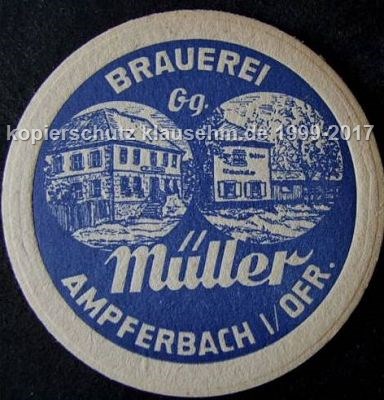 BRAUEREI
Gg.
kopierschutz klausehm.de 1999-2017
Müller
AMPFERBACH I/OFR.